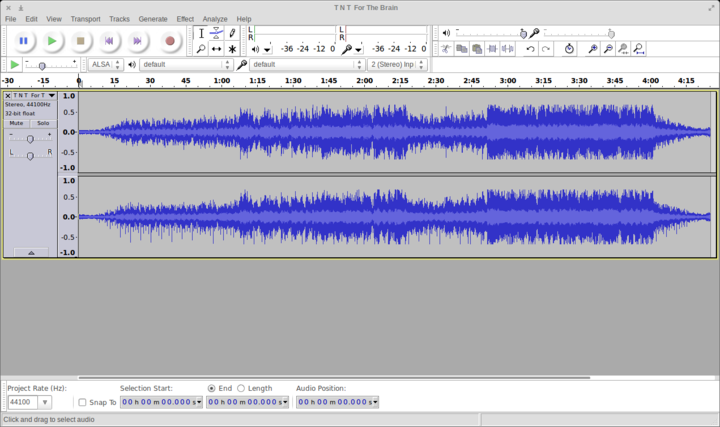 T N T For The Brain
File Edit View Transport Tracks Generate Effect Analyze Help
L
R
-36 -24 -12 0
L
R
-36 -24 -12 0
ALSA default default 2 (Stereo) Inp
-30 -15 0 15 30 45 1:00 1:15 1:30 1:45 2:00 2:15 2:30 2:45 3:00 3:15 3:30 3:45 4:00 4:15
T N T For T
Stereo, 44100Hz
32-bit float
Mute Solo
- +
L R
1.0
0.5
0.0
-0.5
-1.0
1.0
0.5
0.0
-0.5
-1.0
Project Rate (Hz): Selection Start: End Length Audio Position:
44100 Snap To 00 h 00 m 00.000 s 00 h 00 m 00.000 s 00 h 00 m 00.000 s
Click and drag to select audio